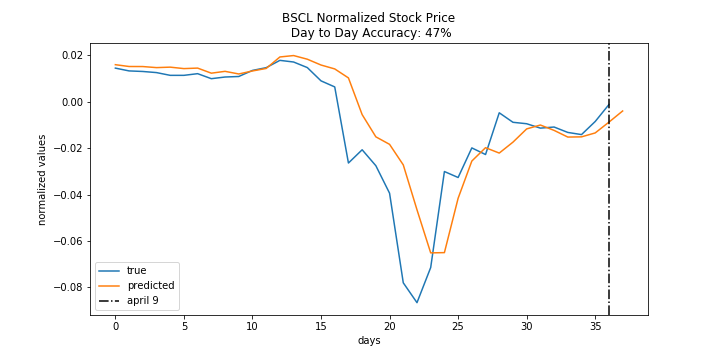 BSCL Normalized Stock Price
Day to Day Accuracy: 47%
0.02
0.00
−0.02
−0.04
−0.06
−0.08
normalized values
true
predicted
april 9
0 5 10 15 20 25 30 35
days